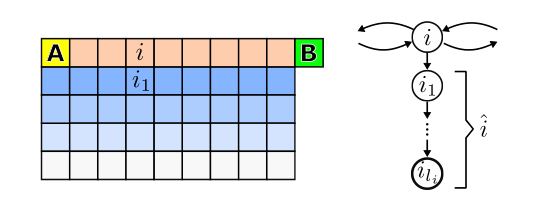 A
i
B
i₁
i
i₁
⋮
î
i_{l_i}